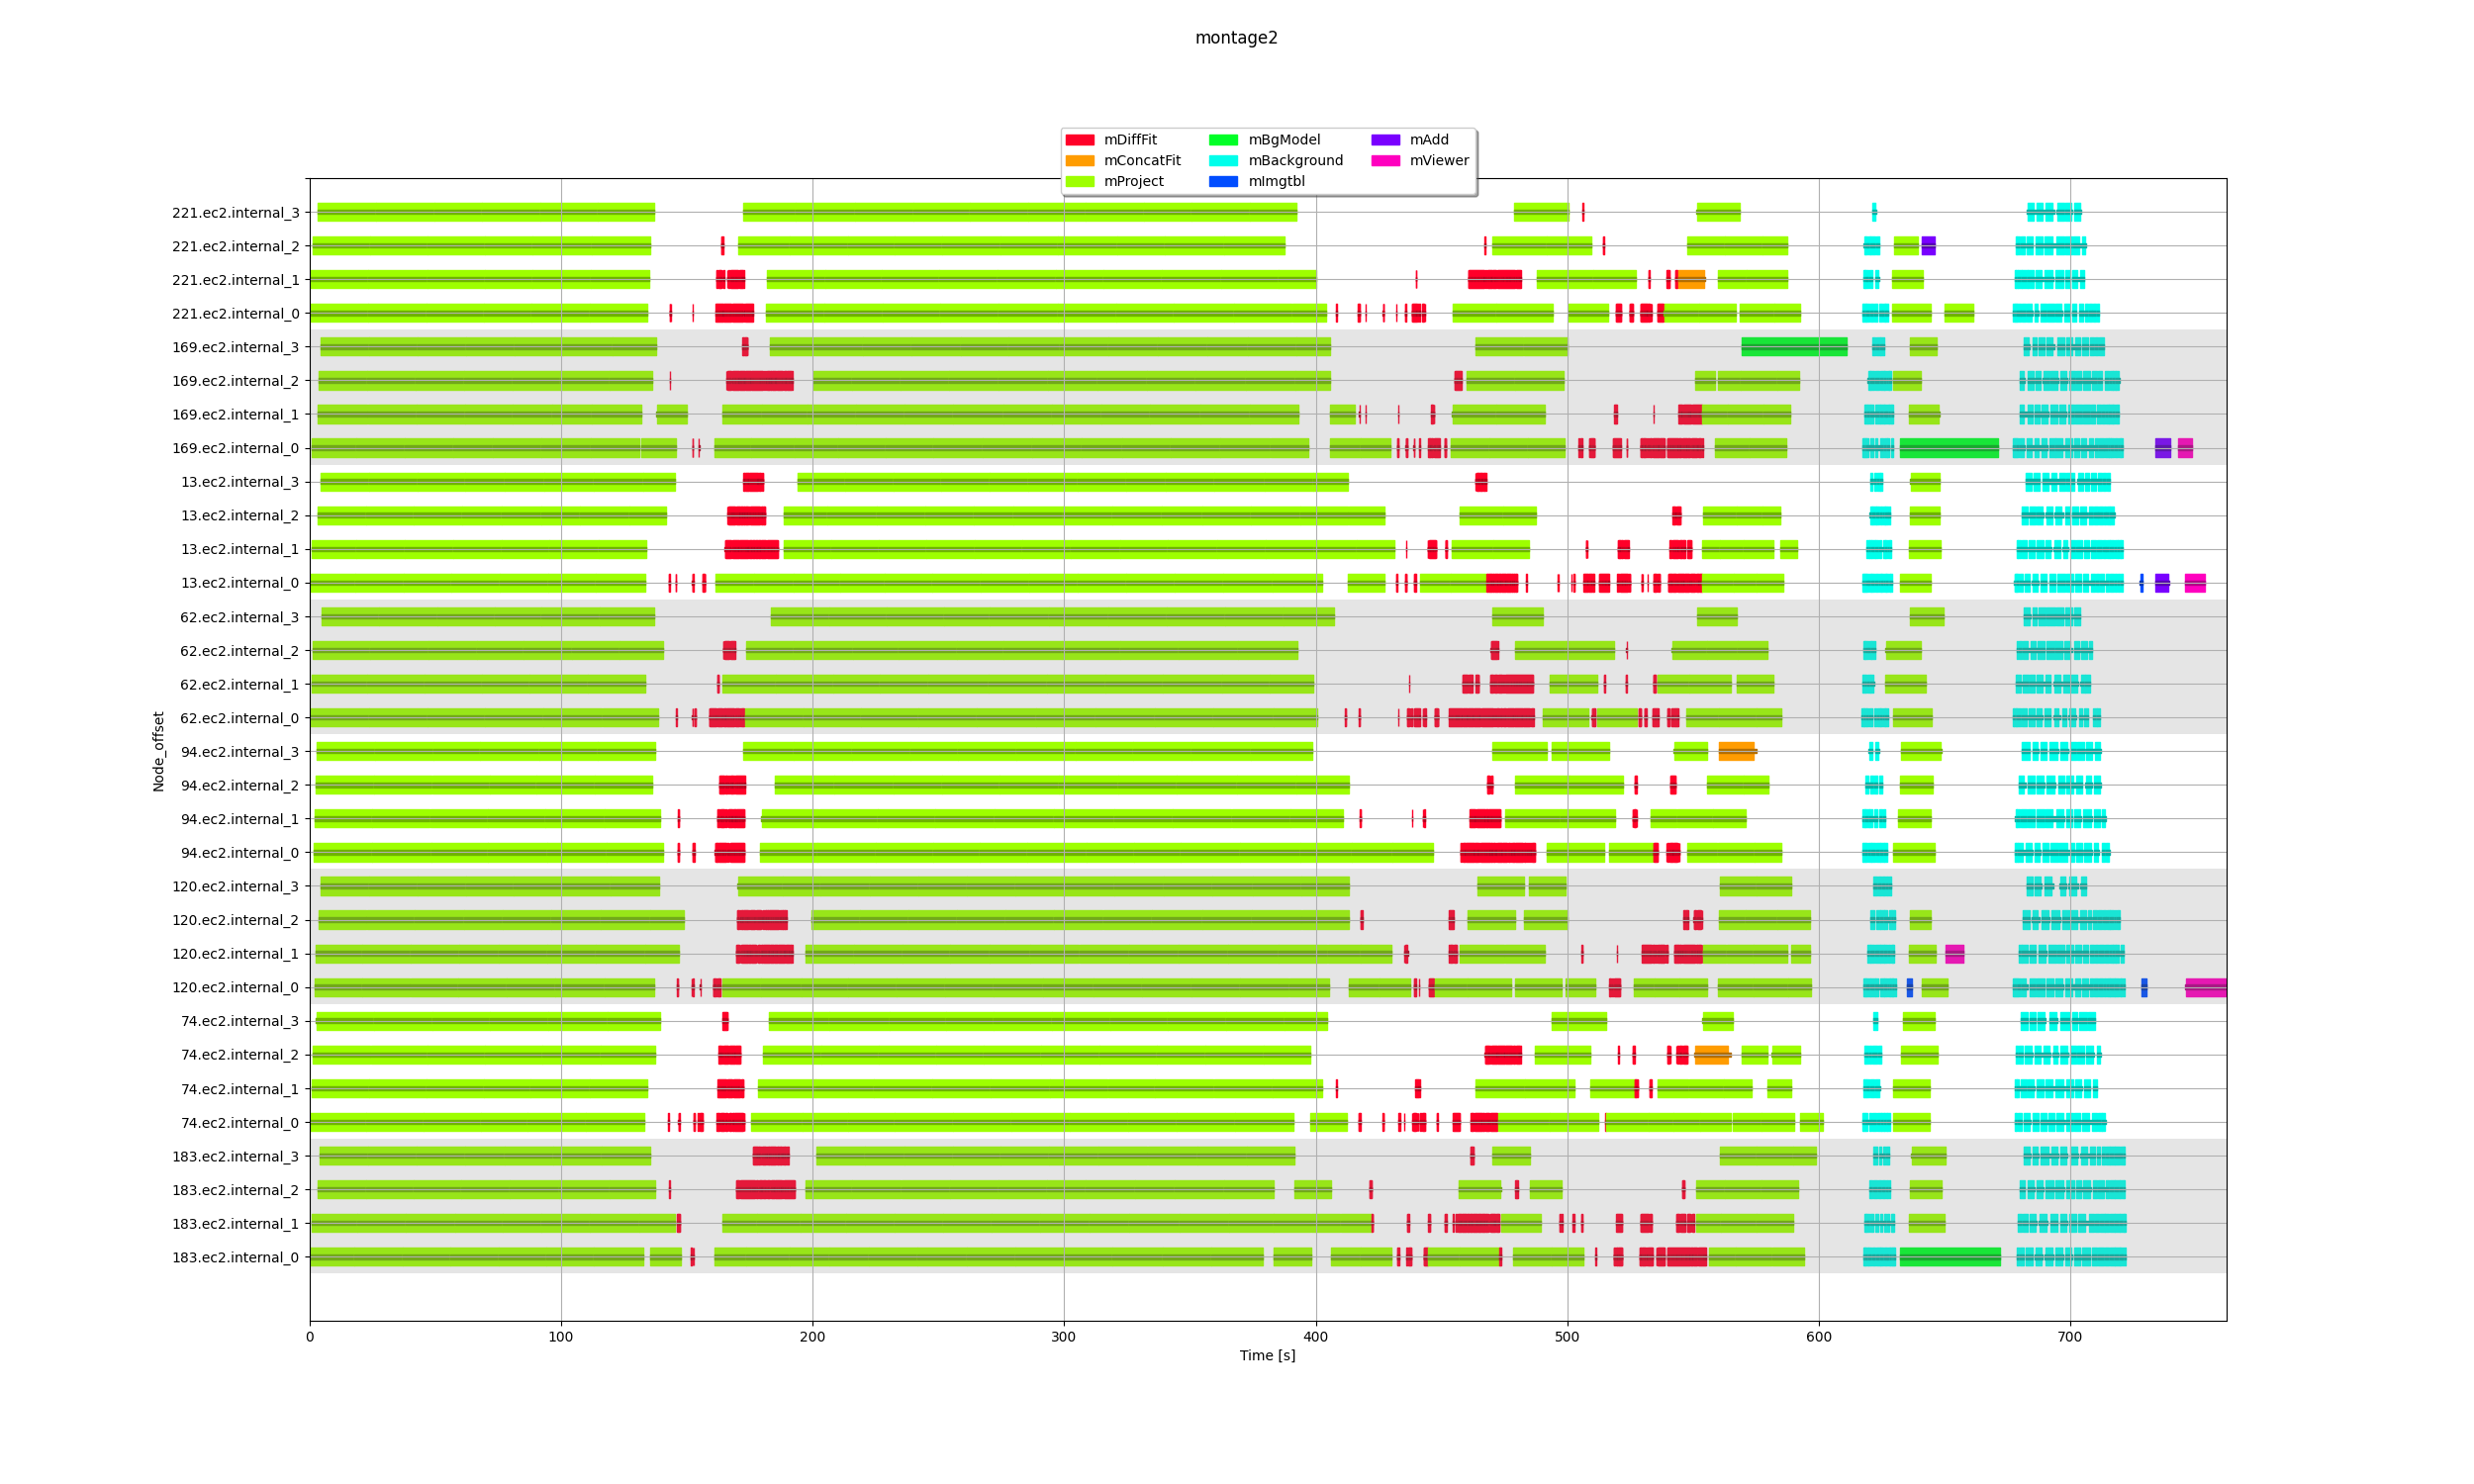 montage2
mDiffFit mBgModel mAdd
mConcatFit mBackground mViewer
mProject mImgtbl
221.ec2.internal_3
221.ec2.internal_2
221.ec2.internal_1
221.ec2.internal_0
169.ec2.internal_3
169.ec2.internal_2
169.ec2.internal_1
169.ec2.internal_0
13.ec2.internal_3
13.ec2.internal_2
13.ec2.internal_1
13.ec2.internal_0
62.ec2.internal_3
62.ec2.internal_2
62.ec2.internal_1
62.ec2.internal_0
94.ec2.internal_3
94.ec2.internal_2
94.ec2.internal_1
94.ec2.internal_0
120.ec2.internal_3
120.ec2.internal_2
120.ec2.internal_1
120.ec2.internal_0
74.ec2.internal_3
74.ec2.internal_2
74.ec2.internal_1
74.ec2.internal_0
183.ec2.internal_3
183.ec2.internal_2
183.ec2.internal_1
183.ec2.internal_0
Node_offset
0 100 200 300 400 500 600 700
Time [s]